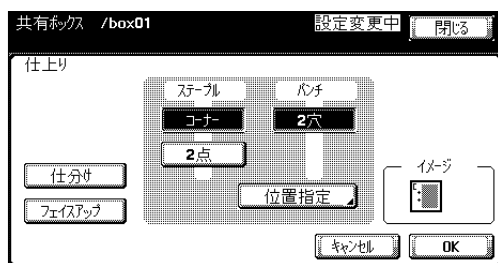 共有ﾎﾞｯｸｽ /box01 設定変更中 閉じる
仕上り
ｽﾃｰﾌﾟﾙ ﾊﾟﾝﾁ
ｺｰﾅｰ 2穴
2点
仕分け ｲﾒｰｼﾞ
位置指定
ﾌｪｲｽｱｯﾌﾟ
ｷｬﾝｾﾙ OK